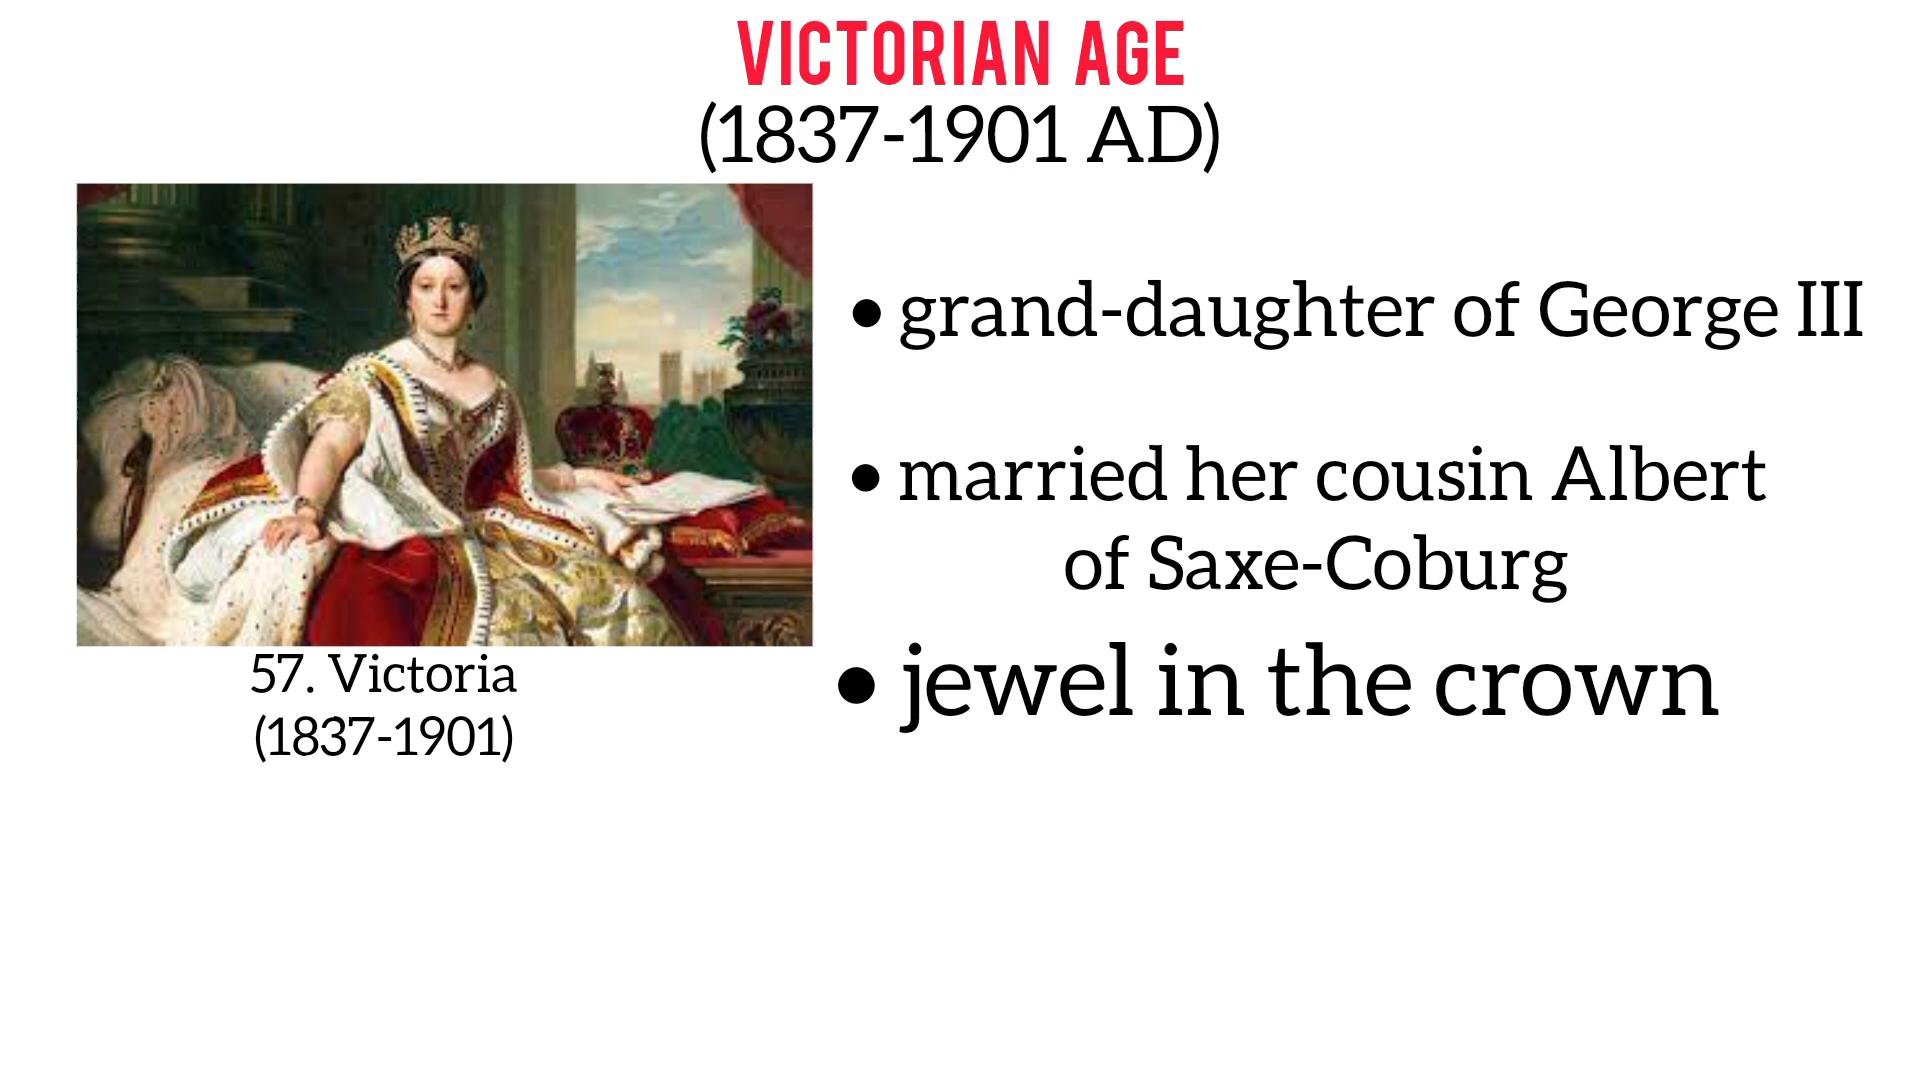 VICTORIAN AGE
(1837-1901 AD)
• grand-daughter of George III
• married her cousin Albert
of Saxe-Coburg
• jewel in the crown
57. Victoria
(1837-1901)